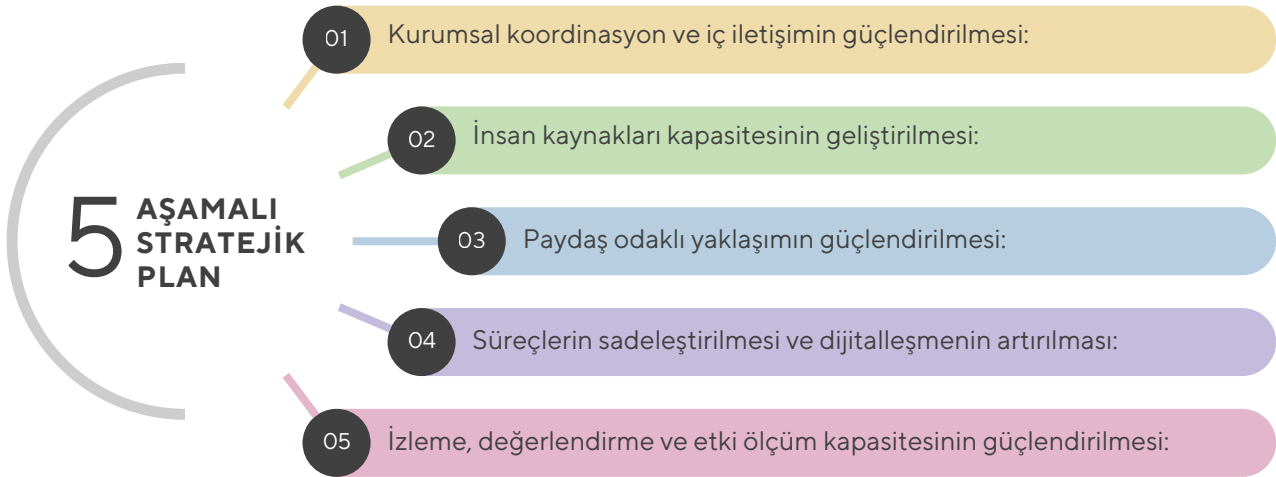 5 AŞAMALI
STRATEJİK
PLAN
01 Kurumsal koordinasyon ve iç iletişimin güçlendirilmesi:
02 İnsan kaynakları kapasitesinin geliştirilmesi:
03 Paydaş odaklı yaklaşımın güçlendirilmesi:
04 Süreçlerin sadeleştirilmesi ve dijitalleşmenin artırılması:
05 İzleme, değerlendirme ve etki ölçüm kapasitesinin güçlendirilmesi: